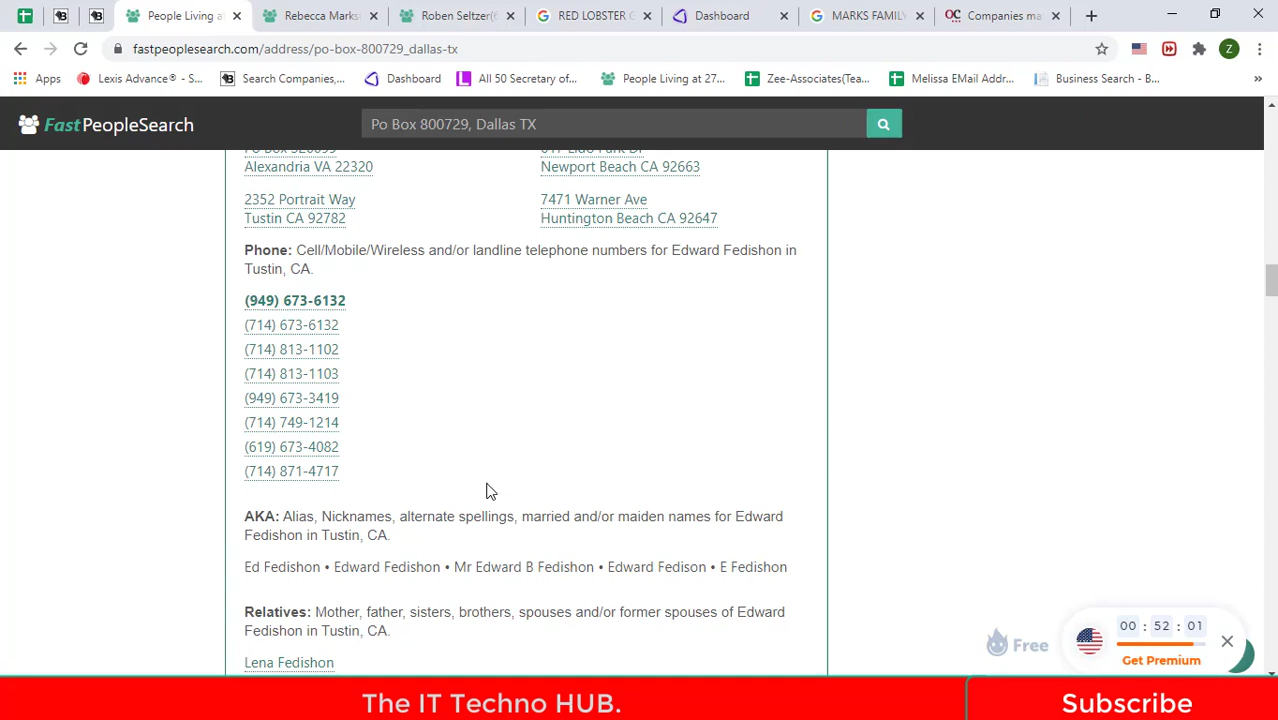 People Living at
Rebecca Marks
Roben Seltzer(6
RED LOBSTER C
Dashboard
MARKS FAMILY
Companies ma
fastpeoplesearch.com/address/po-box-800729_dallas-tx
Z
Apps
Lexis Advance® - S...
Search Companies,...
Dashboard
All 50 Secretary of...
People Living at 27...
Zee-Associates(Tea...
Melissa EMail Addr...
Business Search - B...
FastPeopleSearch
Po Box 800729, Dallas TX
Alexandria VA 22320
Newport Beach CA 92663
2352 Portrait Way
7471 Warner Ave
Tustin CA 92782
Huntington Beach CA 92647
Phone: Cell/Mobile/Wireless and/or landline telephone numbers for Edward Fedishon in
Tustin, CA.
(949) 673-6132
(714) 673-6132
(714) 813-1102
(714) 813-1103
(949) 673-3419
(714) 749-1214
(619) 673-4082
(714) 871-4717
AKA: Alias, Nicknames, alternate spellings, married and/or maiden names for Edward
Fedishon in Tustin, CA.
Ed Fedishon • Edward Fedishon • Mr Edward B Fedishon • Edward Fedison • E Fedishon
Relatives: Mother, father, sisters, brothers, spouses and/or former spouses of Edward
Fedishon in Tustin, CA.
Lena Fedishon
Free
00 : 52 : 01
Get Premium
The IT Techno HUB.
Subscribe